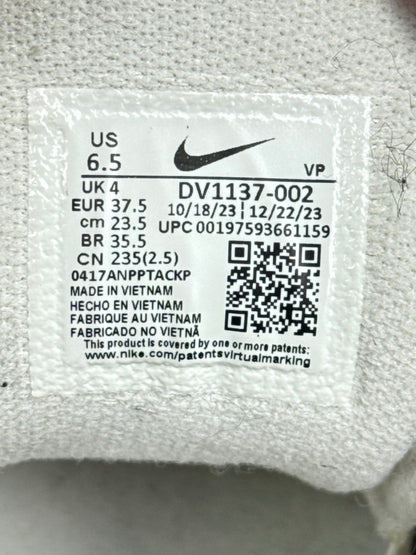 US
6.5
VP
UK 4
DV1137-002
EUR 37.5
10/18/23 | 12/22/23
cm 23.5
UPC 00197593661159
BR 35.5
CN 235(2.5)
0417ANPPTACKP
MADE IN VIETNAM
HECHO EN VIETNAM
FABRIQUE AU VIETNAM
FABRICADO NO VIETNÃ
This product is covered by one or more patents:
www.nike.com/patentsvirtualmarking